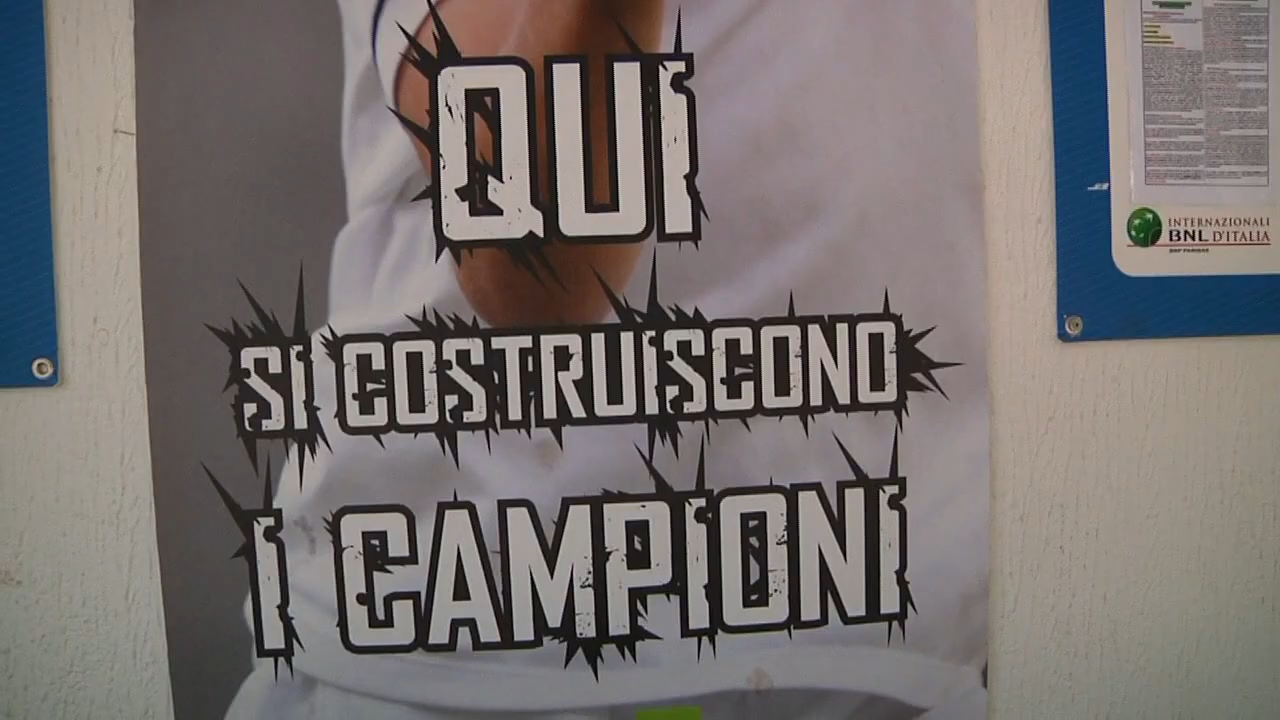 QUI
SI COSTRUISCONO
I CAMPIONI
INTERNAZIONALI
BNL D'ITALIA
BNP PARIBAS